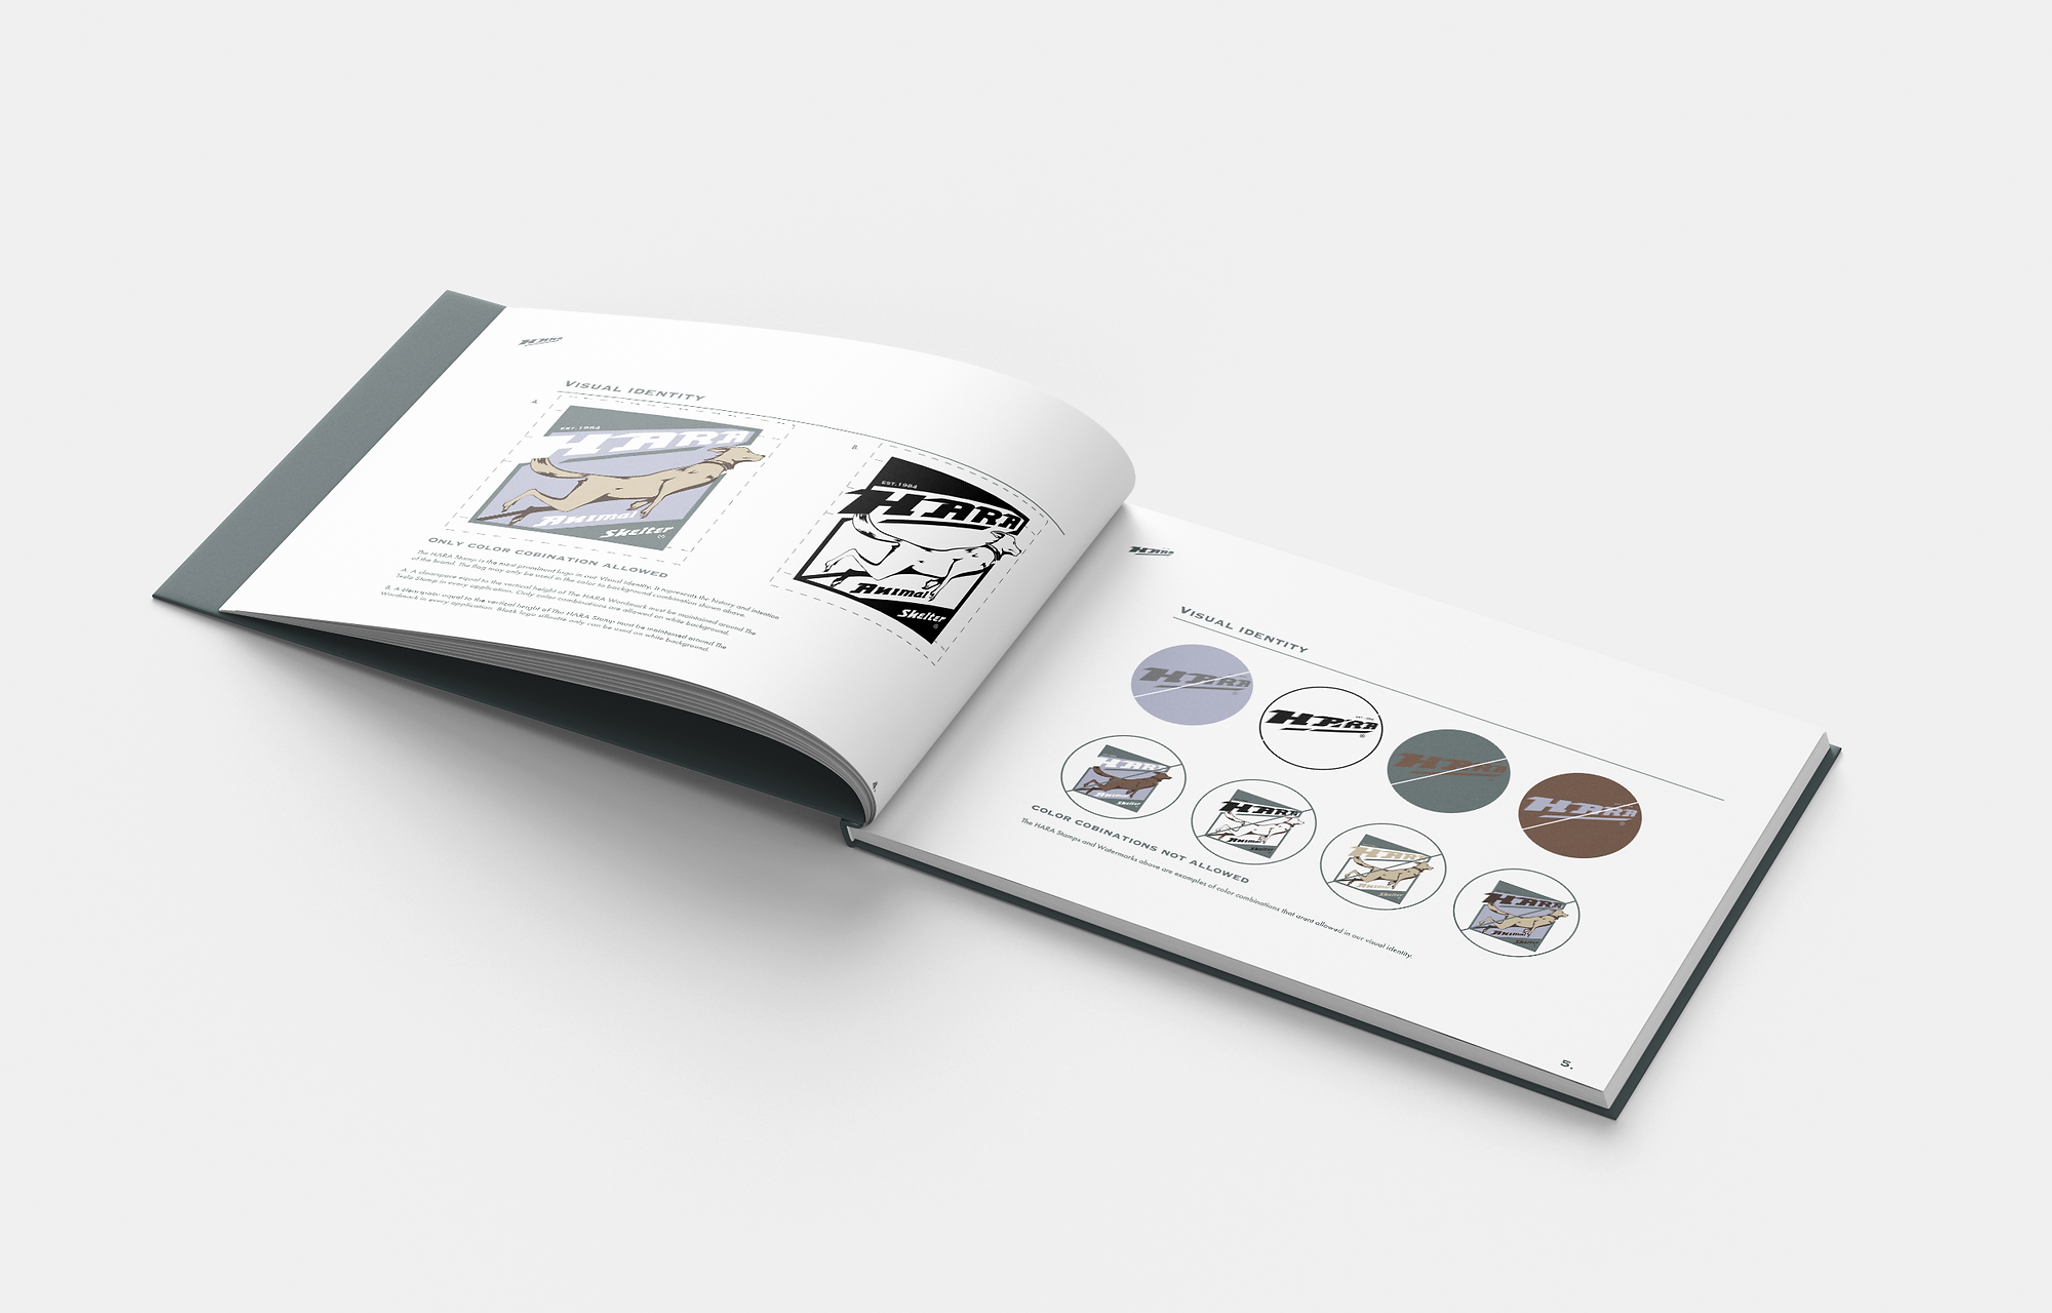 HARA
VISUAL IDENTITY
A.
EST. 1984
HARA
Animal
Shelter
®
B.
EST. 1984
HARA
Animal
Shelter
®
ONLY COLOR COBINATION ALLOWED
The HARA Stamp is the most prominent logo in our Visual Identity. It represents the history and intention
of the brand. The flag may only be used in the color to background combination shown above.
A. A clearspace equal to the vertical height of The HARA Wordmark must be maintained around The
Stamp in every application. Only color combinations are allowed on white background.
B. A clearspace equal to the vertical height of The HARA Stamp must be maintained around The
Wordmark in every application. Black logo silhoutte only can be used on white background.
4.
HARA
VISUAL IDENTITY
HARA
HARA
HARA
HARA
HARA
Animal
Shelter
HARA
Animal
Shelter
HARA
Animal
Shelter
HARA
Animal
Shelter
COLOR COBINATIONS NOT ALLOWED
The HARA Stamps and Watermarks above are examples of color combinations that arent allowed in our visual identity.
5.